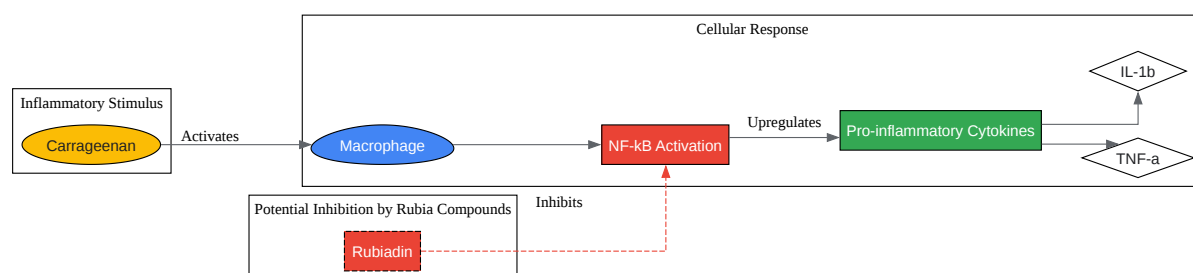 Cellular Response
IL-1b
Inflammatory Stimulus
Carrageenan
Activates
Macrophage
NF-kB Activation
Upregulates
Pro-inflammatory Cytokines
TNF-a
Potential Inhibition by Rubia Compounds
Inhibits
Rubiadin